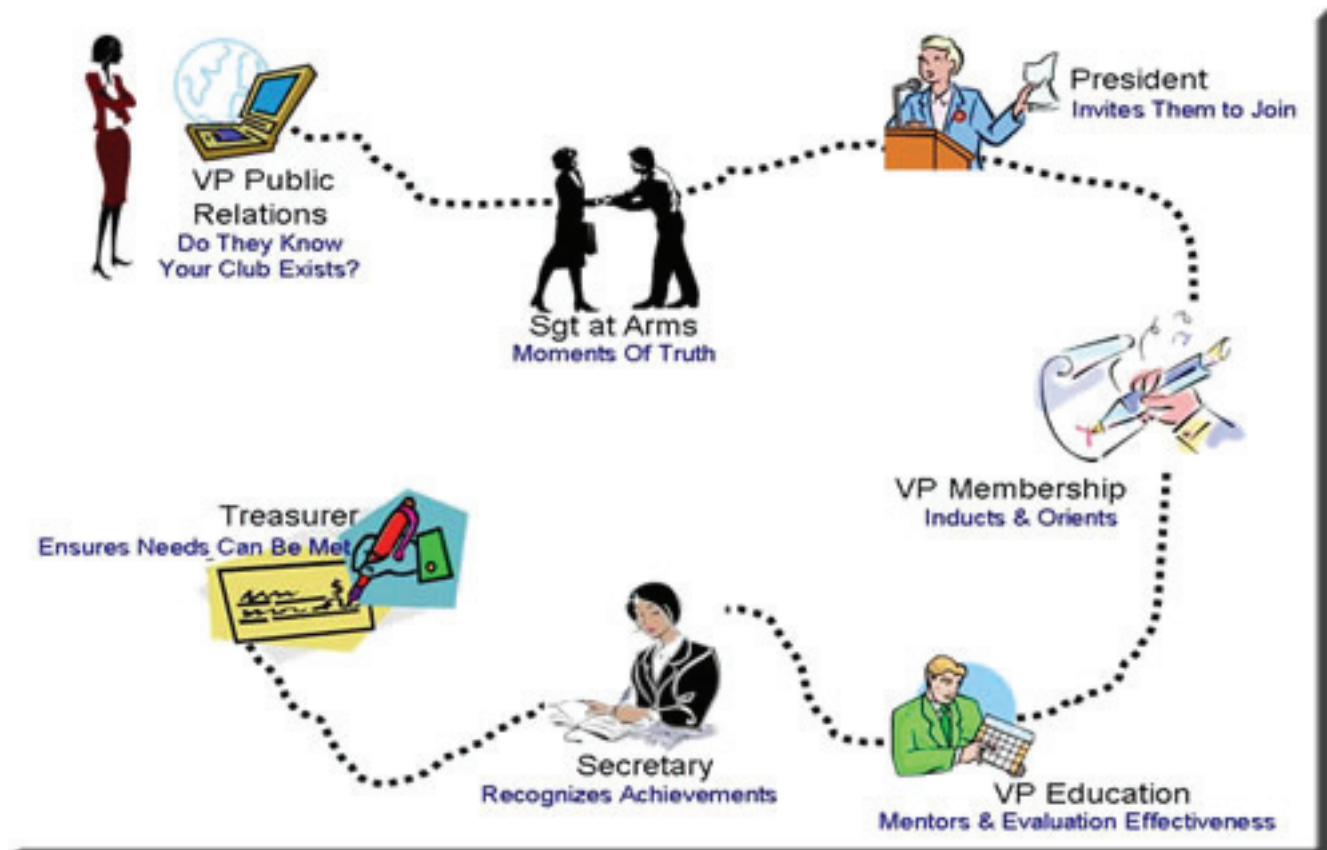 VP Public
Relations
Do They Know
Your Club Exists?
Sgt at Arms
Moments Of Truth
President
Invites Them to Join
VP Membership
Inducts & Orients
VP Education
Mentors & Evaluation Effectiveness
Secretary
Recognizes Achievements
Treasurer
Ensures Needs Can Be Met